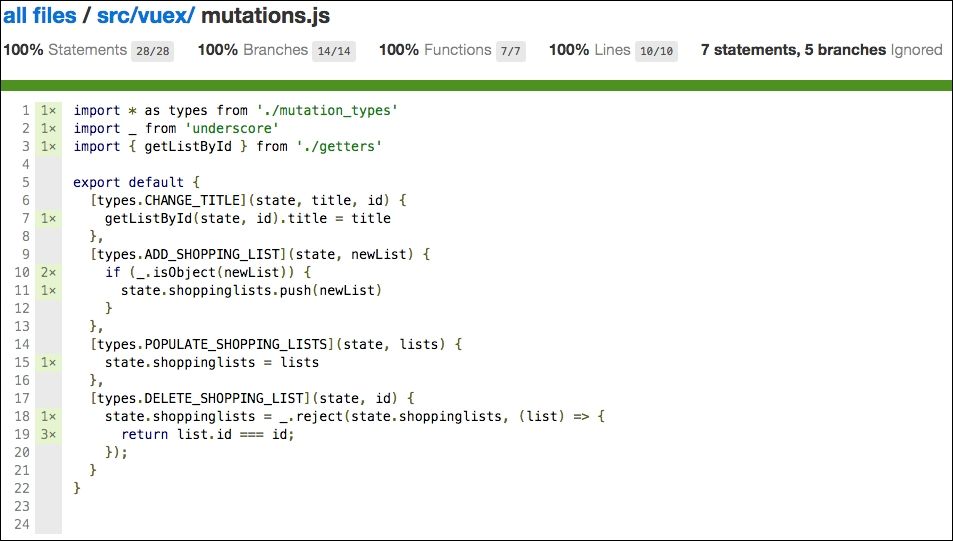 all files / src/vuex/ mutations.js
100% Statements 28/28 100% Branches 14/14 100% Functions 7/7 100% Lines 10/10 7 statements, 5 branches Ignored
1 1× import * as types from './mutation_types'
2 1× import _ from 'underscore'
3 1× import { getListById } from './getters'
4
5 export default {
6 [types.CHANGE_TITLE](state, title, id) {
7 1× getListById(state, id).title = title
8 },
9 [types.ADD_SHOPPING_LIST](state, newList) {
10 2× if (_.isObject(newList)) {
11 1× state.shoppinglists.push(newList)
12 }
13 },
14 [types.POPULATE_SHOPPING_LISTS](state, lists) {
15 1× state.shoppinglists = lists
16 },
17 [types.DELETE_SHOPPING_LIST](state, id) {
18 1× state.shoppinglists = _.reject(state.shoppinglists, (list) => {
19 3× return list.id === id;
20 });
21 }
22 }
23
24